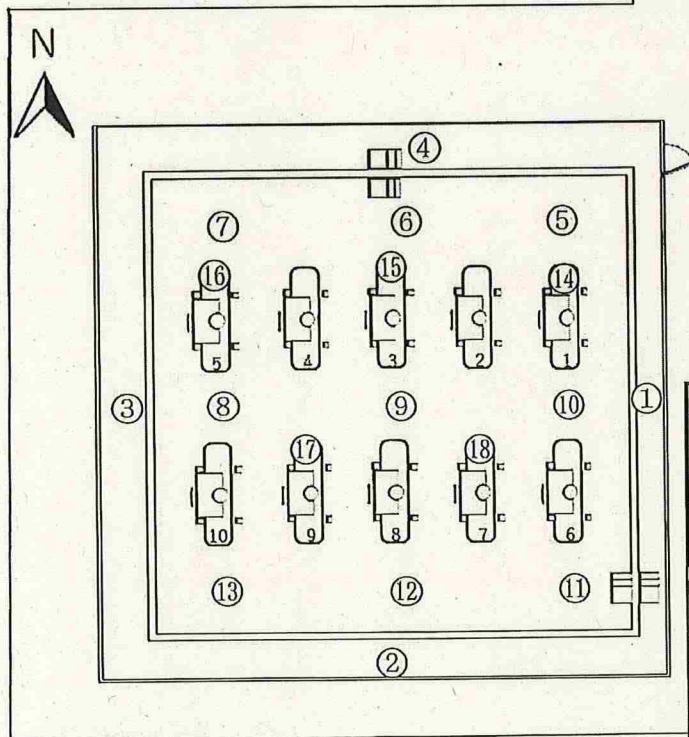 N
④
⑦ ⑥ ⑤
⑯ ⑮ ⑭
5 4 3 2 1
③ ⑧ ⑨ ⑩ ①
⑰ ⑱
10 9 8 7 6
⑬ ⑫ ⑪
②